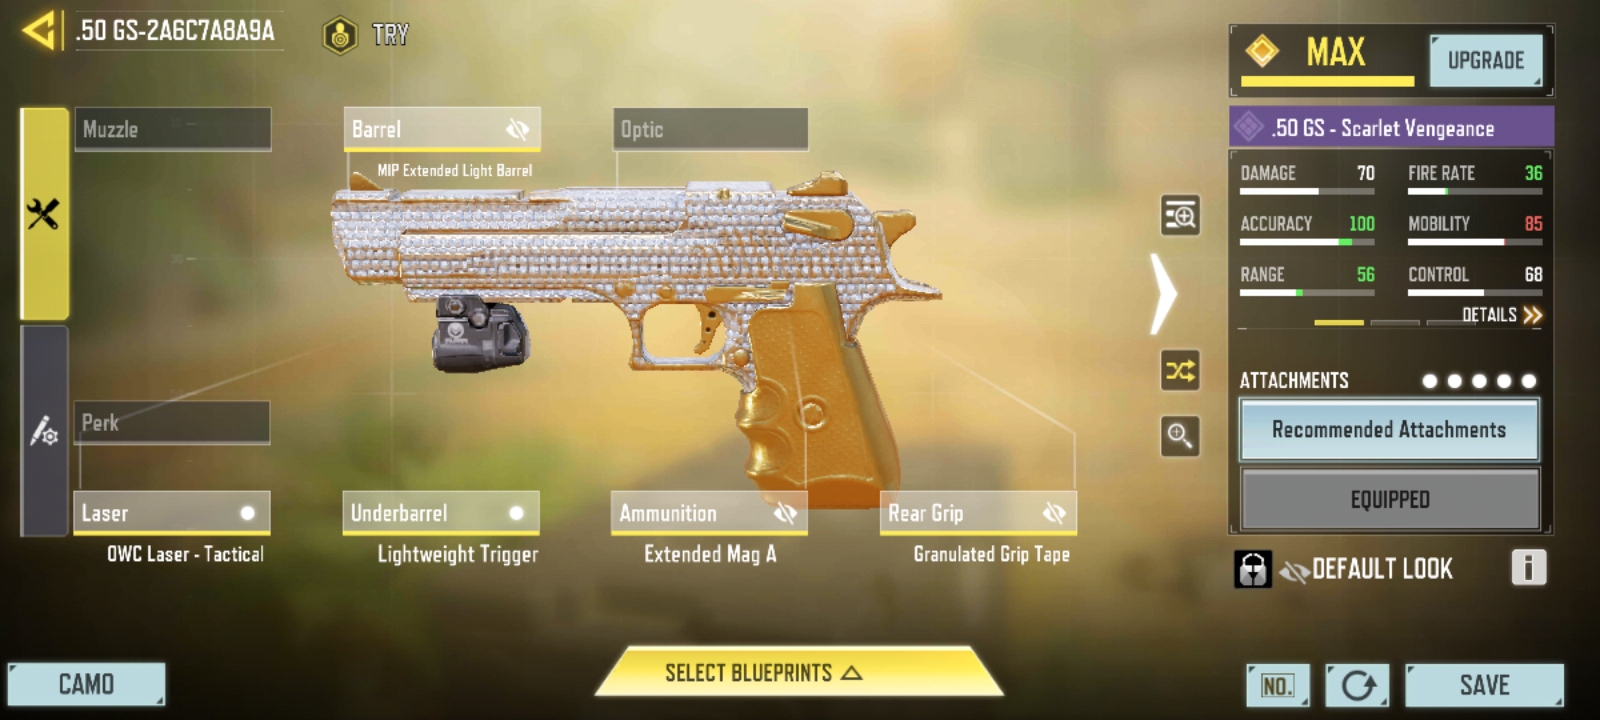 .50 GS-2A6C7A8A9A
TRY
MAX
UPGRADE
Muzzle
Barrel
Optic
MIP Extended Light Barrel
.50 GS - Scarlet Vengeance
DAMAGE 70
FIRE RATE 36
ACCURACY 100
MOBILITY 85
RANGE 56
CONTROL 68
DETAILS
ATTACHMENTS
Recommended Attachments
EQUIPPED
Perk
Laser
Underbarrel
Ammunition
Rear Grip
OWC Laser - Tactical
Lightweight Trigger
Extended Mag A
Granulated Grip Tape
DEFAULT LOOK
i
CAMO
SELECT BLUEPRINTS
NO.
SAVE